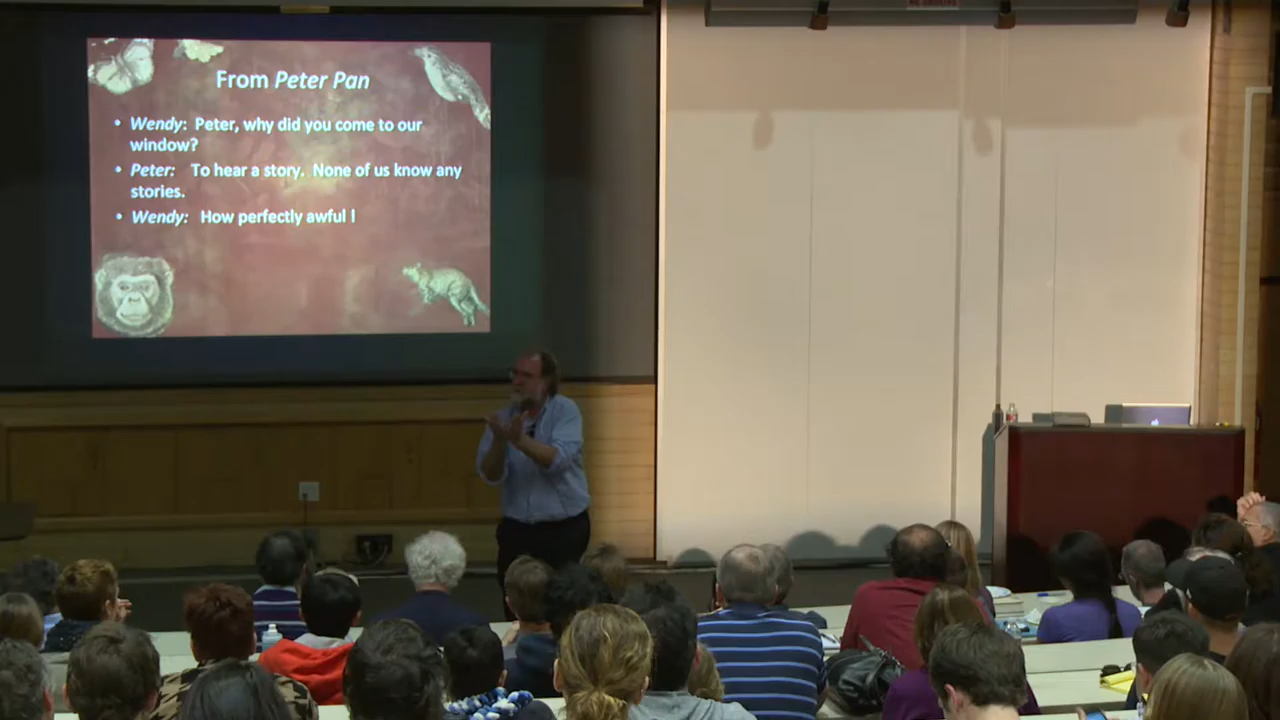 From Peter Pan
• Wendy: Peter, why did you come to our
window?
• Peter: To hear a story. None of us know any
stories.
• Wendy: How perfectly awful !